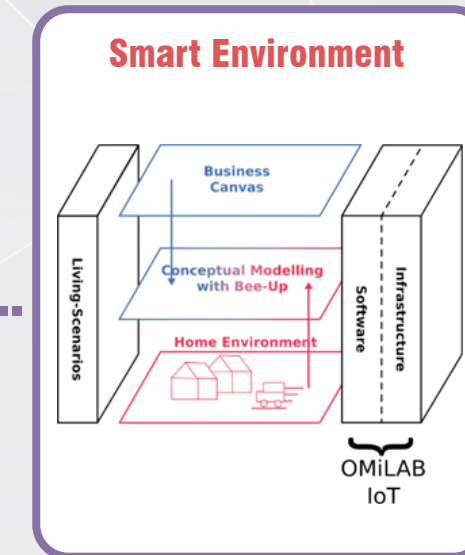 Smart Environment
Business
Canvas
Living-Scenarios
Conceptual Modelling
with Bee-Up
Home Environment
Software
Infrastructure
OMiLAB
IoT